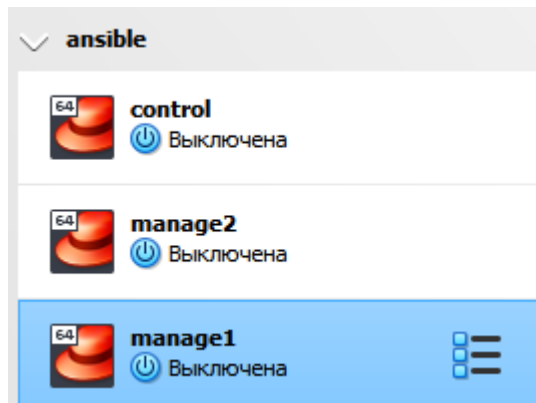 ansible
64
control
Выключена
64
manage2
Выключена
64
manage1
Выключена